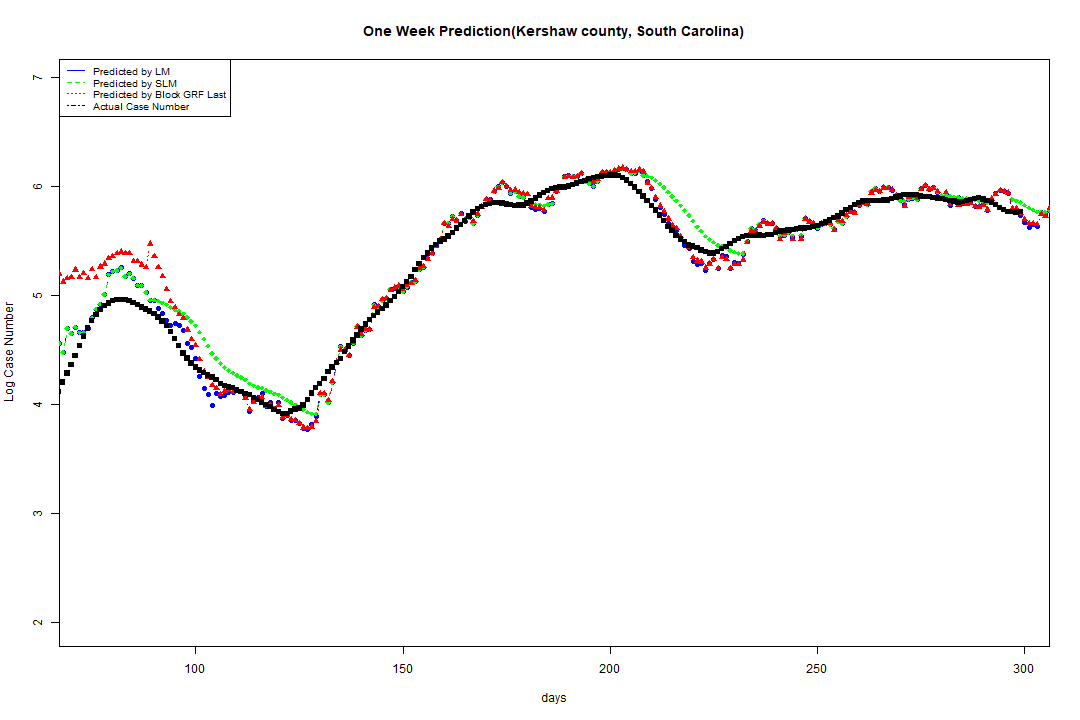 One Week Prediction(Kershaw county, South Carolina)
Predicted by LM
Predicted by SLM
Predicted by Block GRF Last
Actual Case Number
7
6
5
4
3
2
Log Case Number
100 150 200 250 300
days